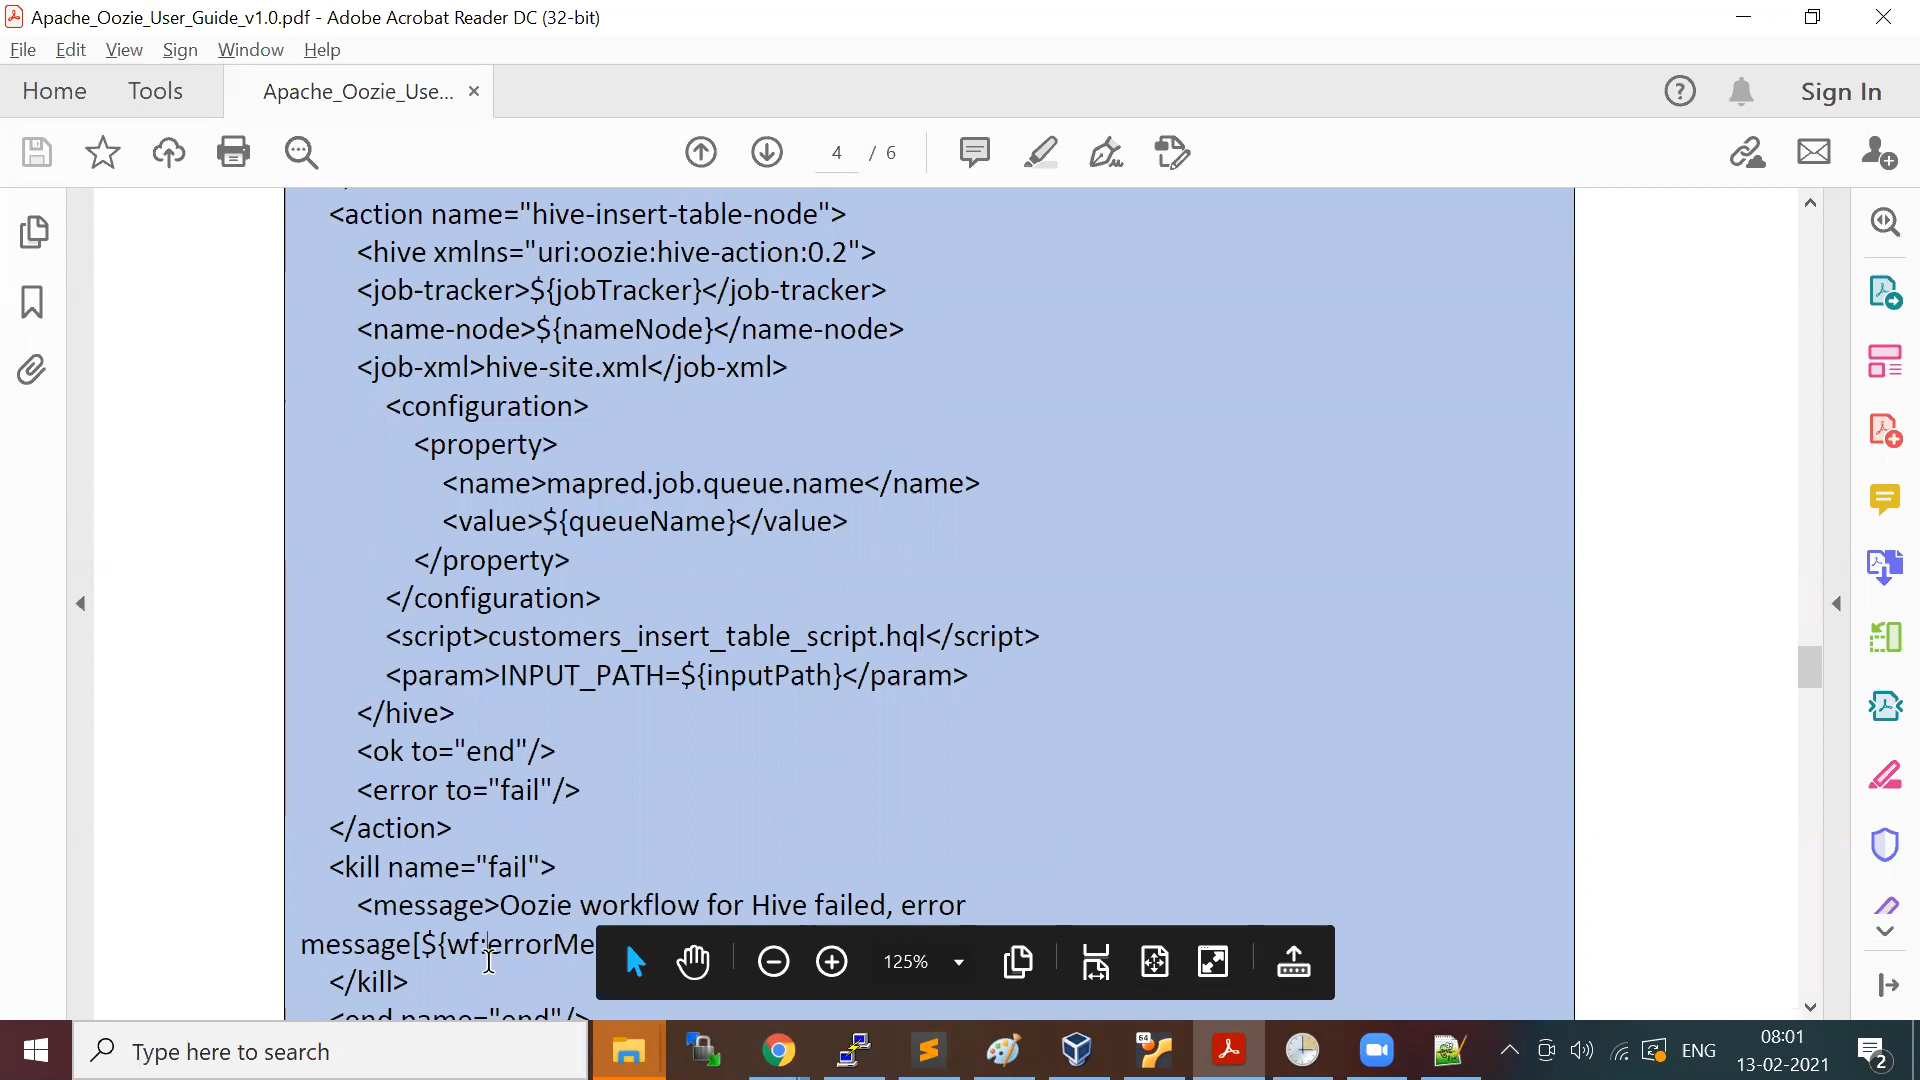 Apache_Oozie_User_Guide_v1.0.pdf - Adobe Acrobat Reader DC (32-bit)
File Edit View Sign Window Help
Home Tools Apache_Oozie_Use... × Sign In
4 / 6
<action name="hive-insert-table-node">
<hive xmlns="uri:oozie:hive-action:0.2">
<job-tracker>${jobTracker}</job-tracker>
<name-node>${nameNode}</name-node>
<job-xml>hive-site.xml</job-xml>
<configuration>
<property>
<name>mapred.job.queue.name</name>
<value>${queueName}</value>
</property>
</configuration>
<script>customers_insert_table_script.hql</script>
<param>INPUT_PATH=${inputPath}</param>
</hive>
<ok to="end"/>
<error to="fail"/>
</action>
<kill name="fail">
<message>Oozie workflow for Hive failed, error
message[${wf:errorMe
</kill>
<end name="end"/>
125%
Type here to search
64
ENG
08:01
13-02-2021
2